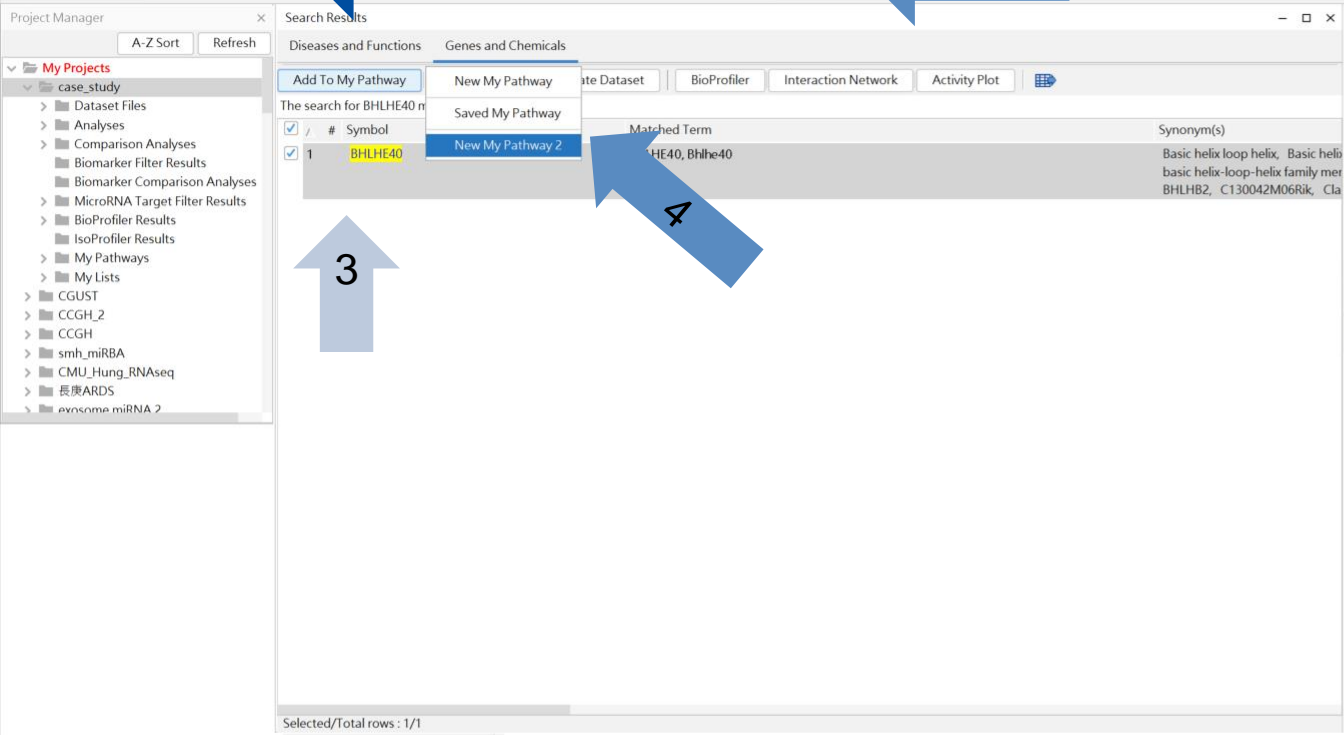 Project Manager
Search Results
A-Z Sort
Refresh
Diseases and Functions
Genes and Chemicals
My Projects
case_study
Dataset Files
Analyses
Comparison Analyses
Biomarker Filter Results
Biomarker Comparison Analyses
MicroRNA Target Filter Results
BioProfiler Results
IsoProfiler Results
My Pathways
My Lists
CGUST
CCGH_2
CCGH
smh_miRBA
CMU_Hung_RNAseq
長庚ARDS
exosome miRNA 2
Add To My Pathway
New My Pathway
Saved My Pathway
New My Pathway 2
ate Dataset
BioProfiler
Interaction Network
Activity Plot
The search for BHLHE40 m
/ # Symbol
Matched Term
Synonym(s)
1 BHLHE40
HE40, Bhlhe40
Basic helix loop helix, Basic helix
basic helix-loop-helix family mer
BHLHB2, C130042M06Rik, Cla
3
4
Selected/Total rows : 1/1